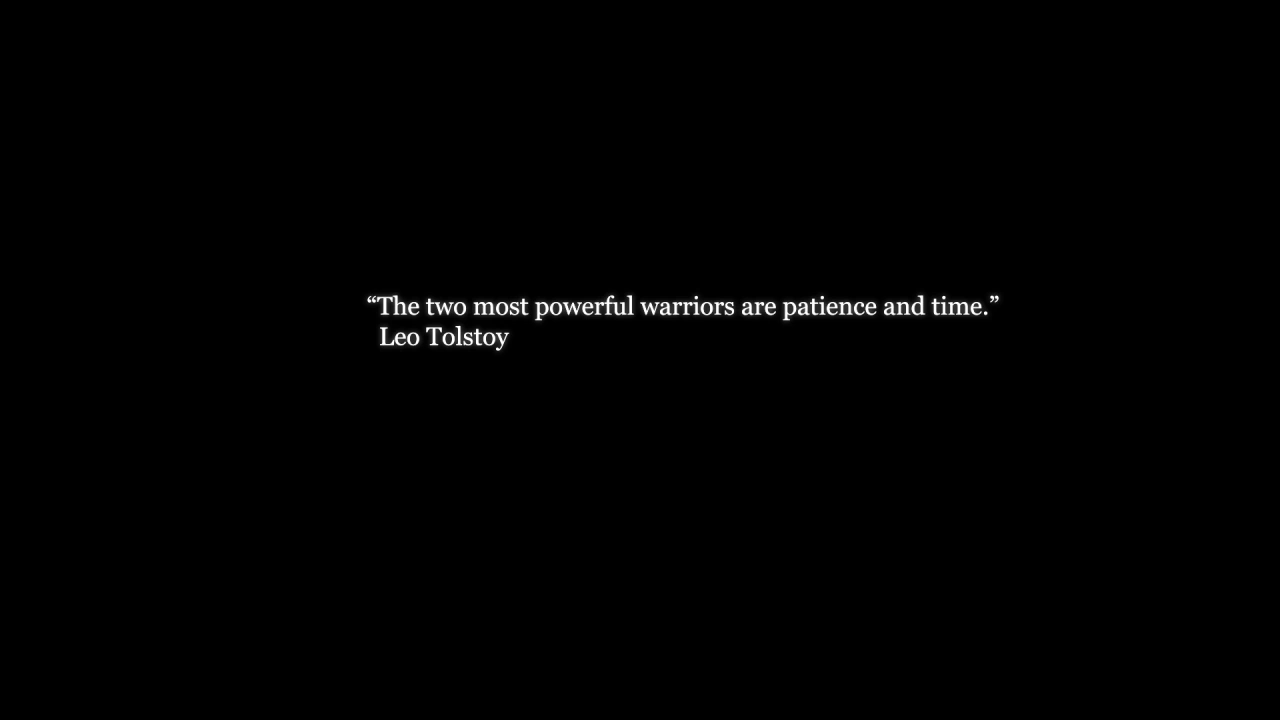 “The two most powerful warriors are patience and time.”
Leo Tolstoy